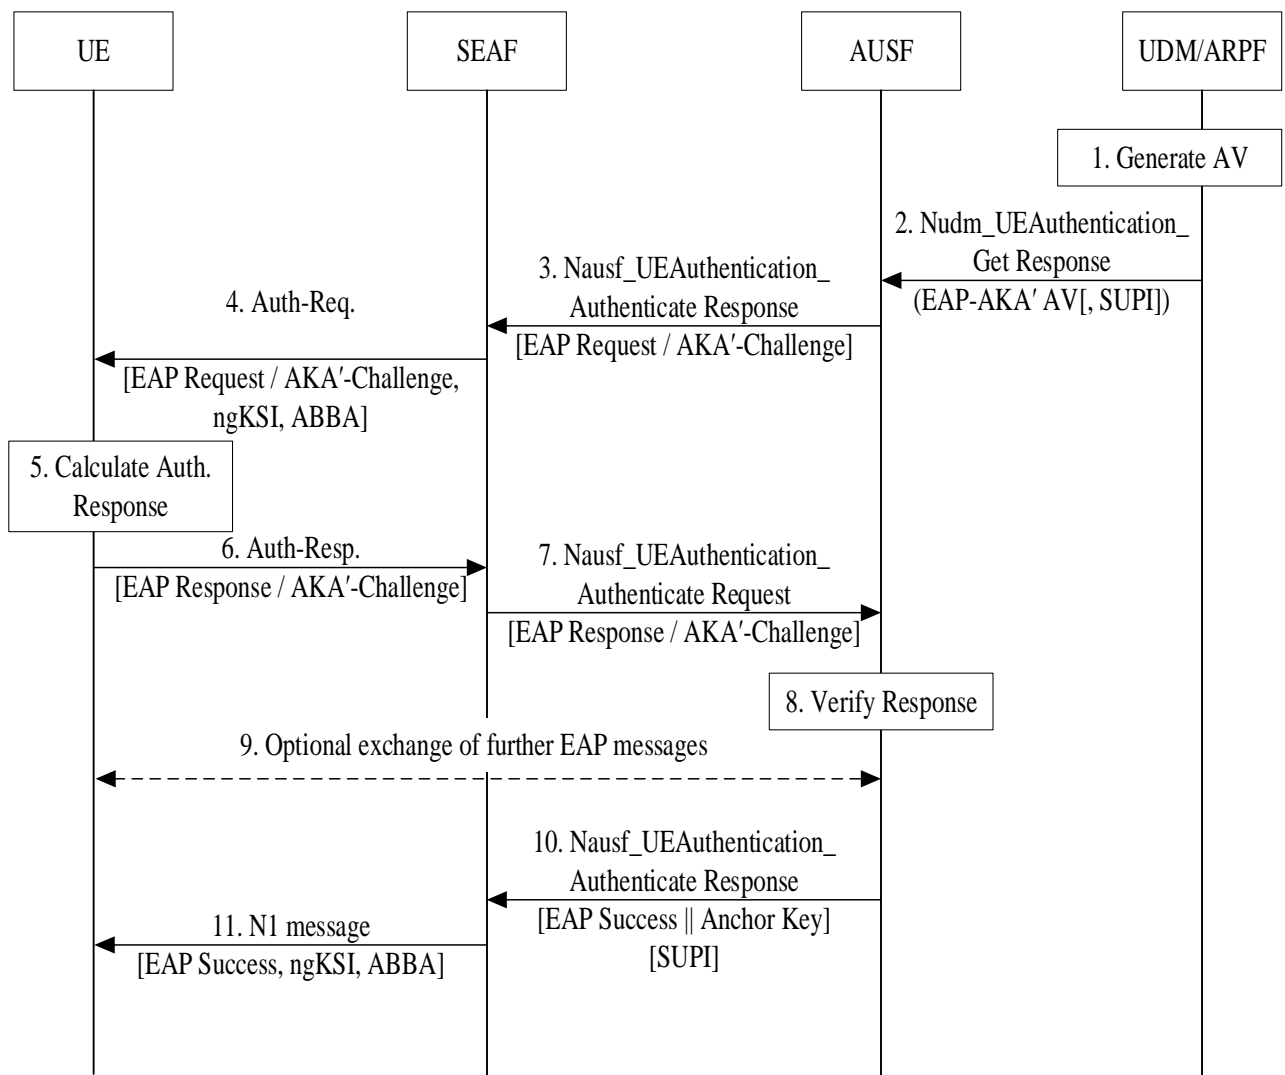 UE
SEAF
AUSF
UDM/ARPF
1. Generate AV
2. Nudm_UEAuthentication_
Get Response
(EAP-AKA′ AV[, SUPI])
3. Nausf_UEAuthentication_
Authenticate Response
[EAP Request / AKA′-Challenge]
4. Auth-Req.
[EAP Request / AKA′-Challenge,
ngKSI, ABBA]
5. Calculate Auth.
Response
6. Auth-Resp.
[EAP Response / AKA′-Challenge]
7. Nausf_UEAuthentication_
Authenticate Request
[EAP Response / AKA′-Challenge]
8. Verify Response
9. Optional exchange of further EAP messages
10. Nausf_UEAuthentication_
Authenticate Response
[EAP Success || Anchor Key]
[SUPI]
11. N1 message
[EAP Success, ngKSI, ABBA]